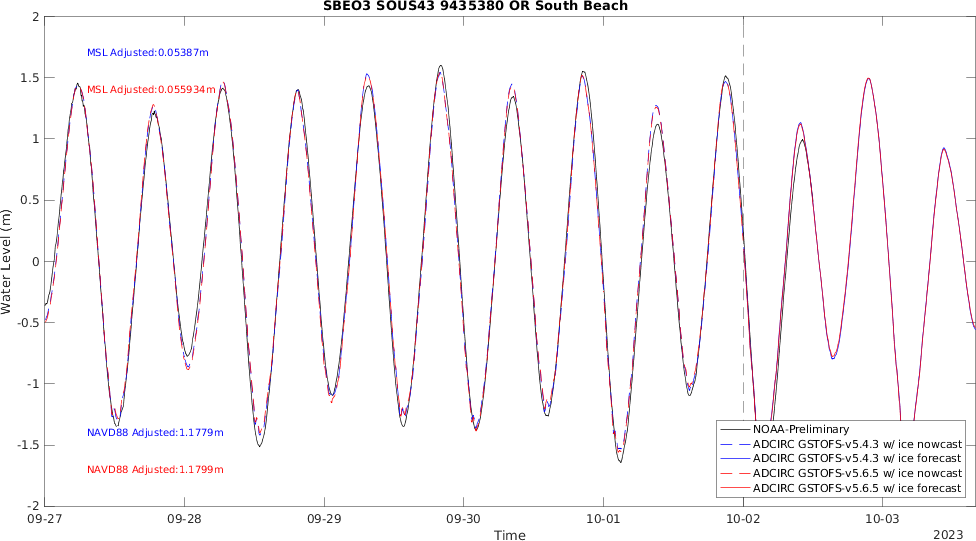 SBEO3 SOUS43 9435380 OR South Beach
2
1.5
1
0.5
0
-0.5
-1
-1.5
-2
Water Level (m)
MSL Adjusted:0.05387m
MSL Adjusted:0.055934m
NAVD88 Adjusted:1.1779m
NAVD88 Adjusted:1.1799m
NOAA-Preliminary
ADCIRC GSTOFS-v5.4.3 w/ ice nowcast
ADCIRC GSTOFS-v5.4.3 w/ ice forecast
ADCIRC GSTOFS-v5.6.5 w/ ice nowcast
ADCIRC GSTOFS-v5.6.5 w/ ice forecast
09-27 09-28 09-29 09-30 10-01 10-02 10-03
Time
2023